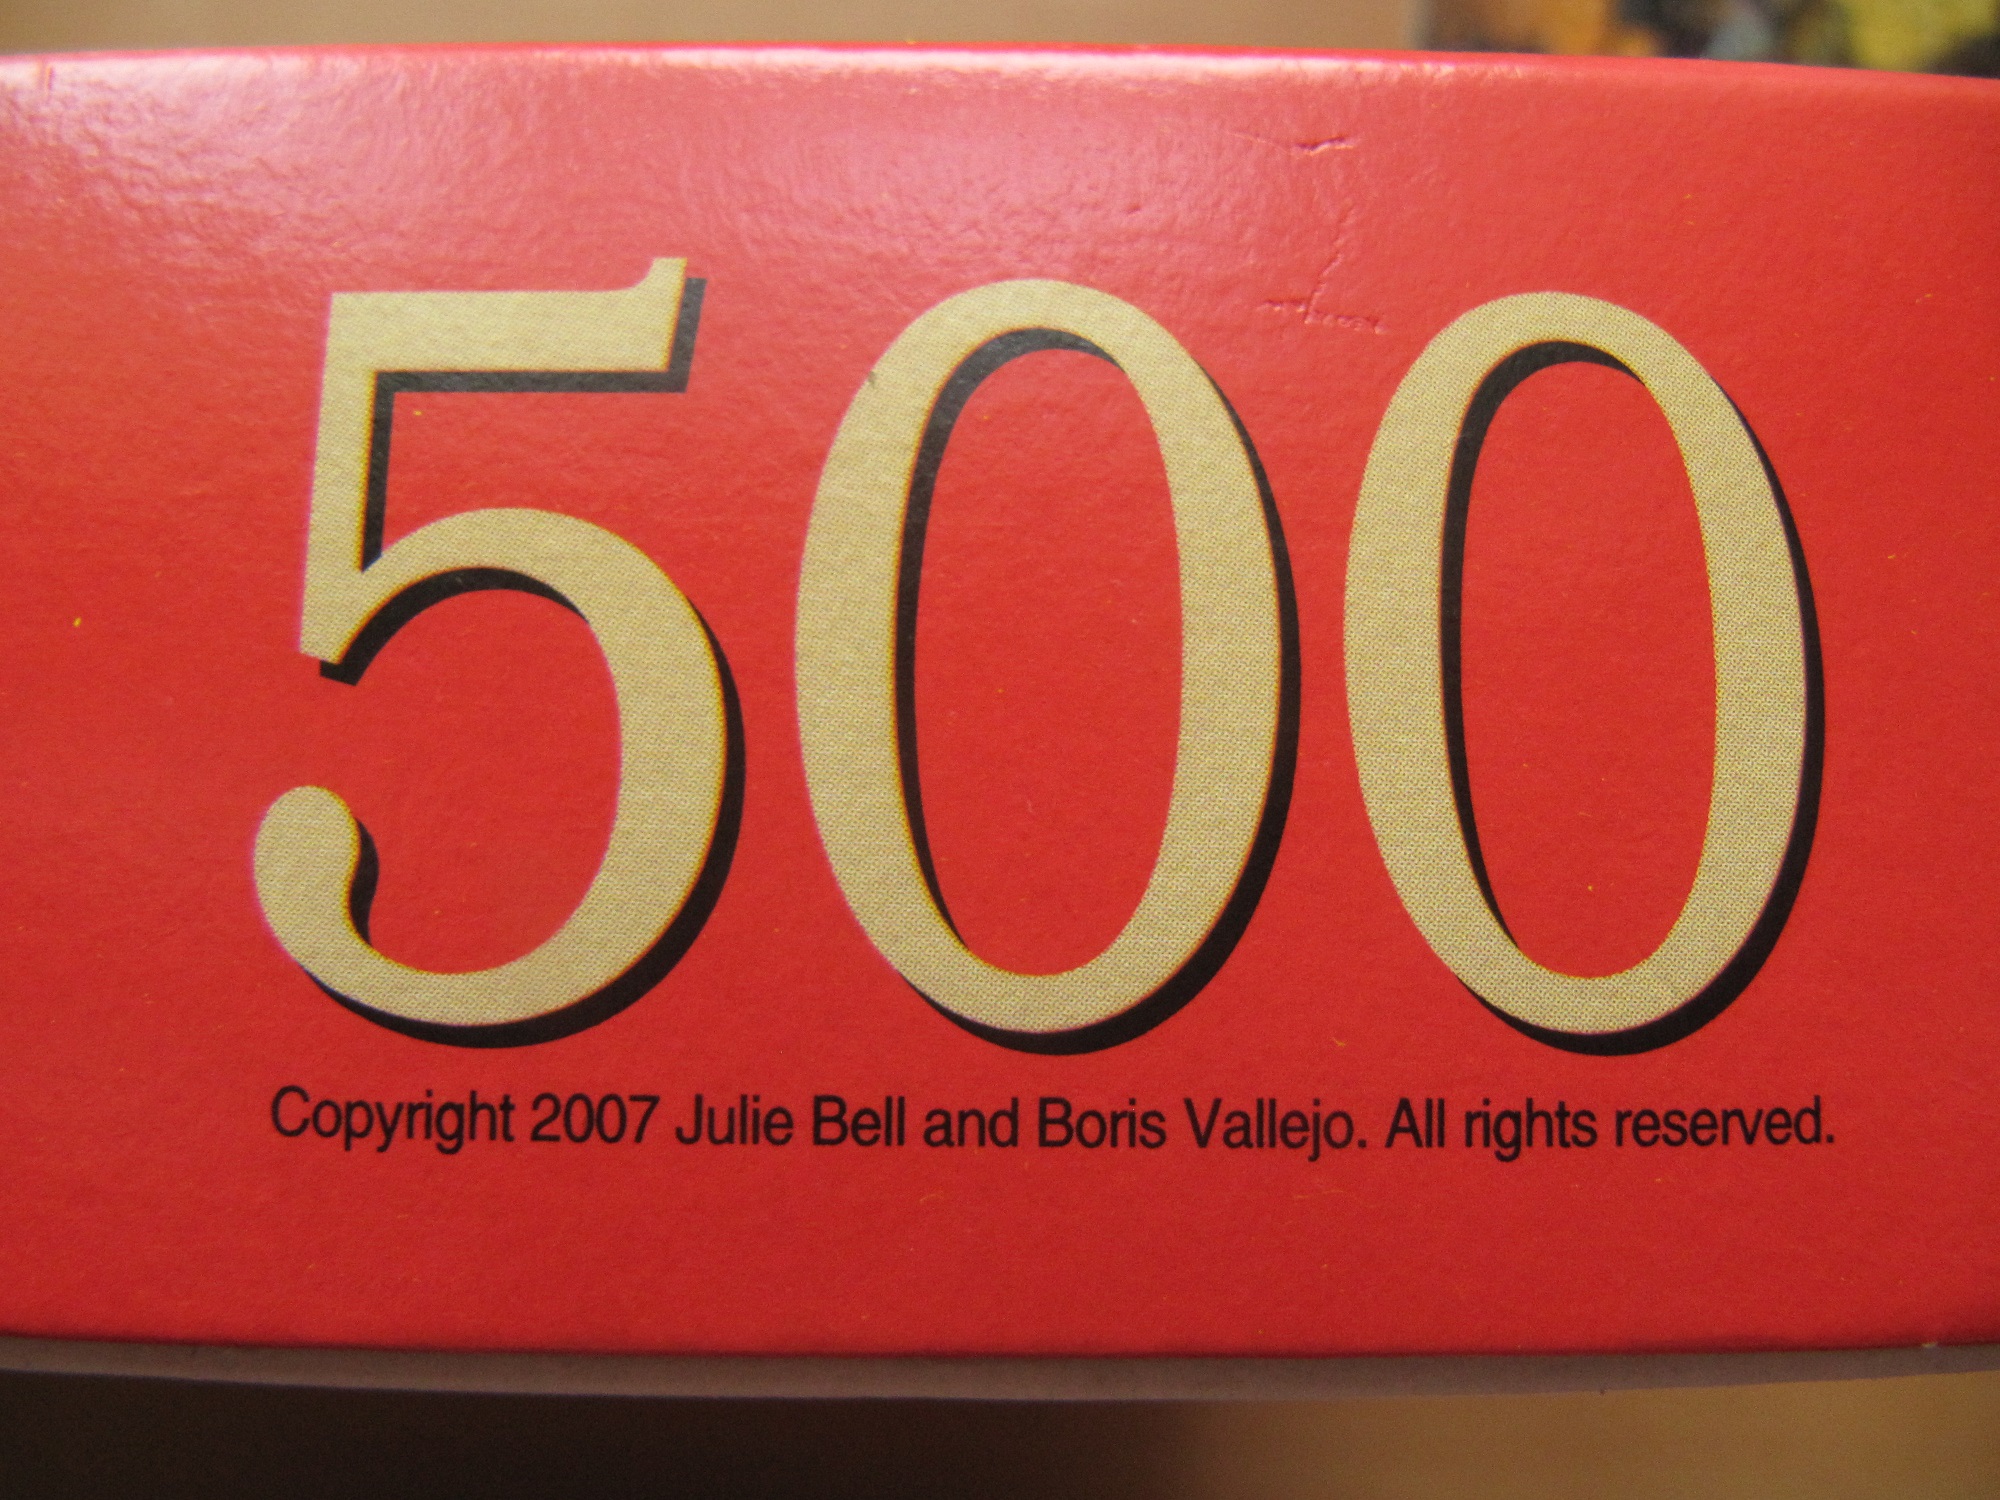 500
Copyright 2007 Julie Bell and Boris Vallejo. All rights reserved.